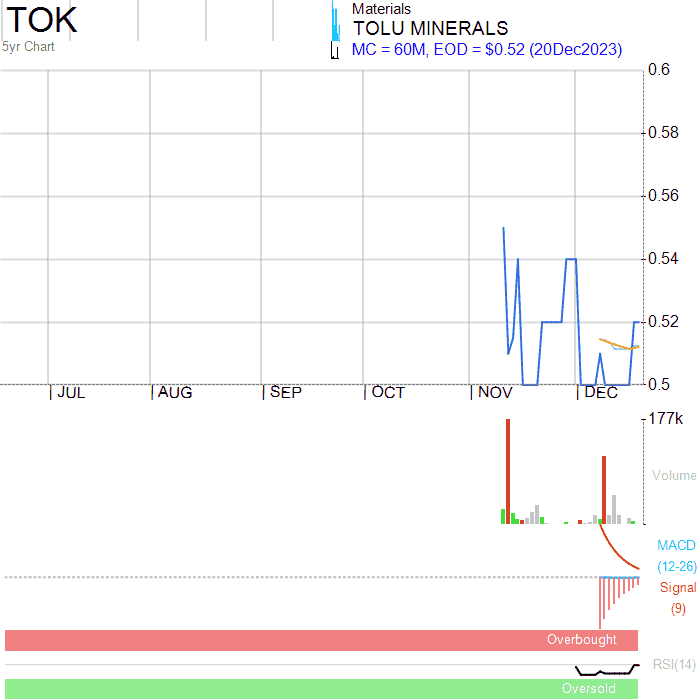 TOK
5yr Chart
Materials
TOLU MINERALS
MC = 60M, EOD = $0.52 (20Dec2023)
0.6
0.58
0.56
0.54
0.52
0.5
JUL AUG SEP OCT NOV DEC
177k
Volume
MACD
(12-26)
Signal
(9)
Overbought
RSI(14)
Oversold